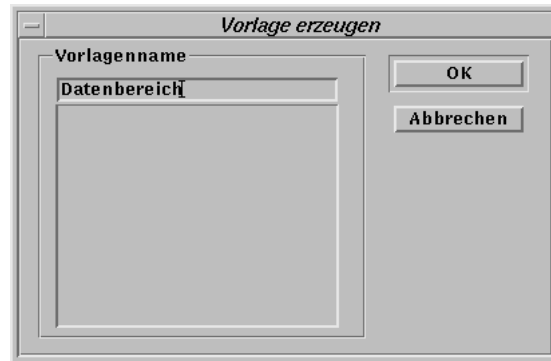 Vorlage erzeugen
Vorlagenname
Datenbereich
OK
Abbrechen